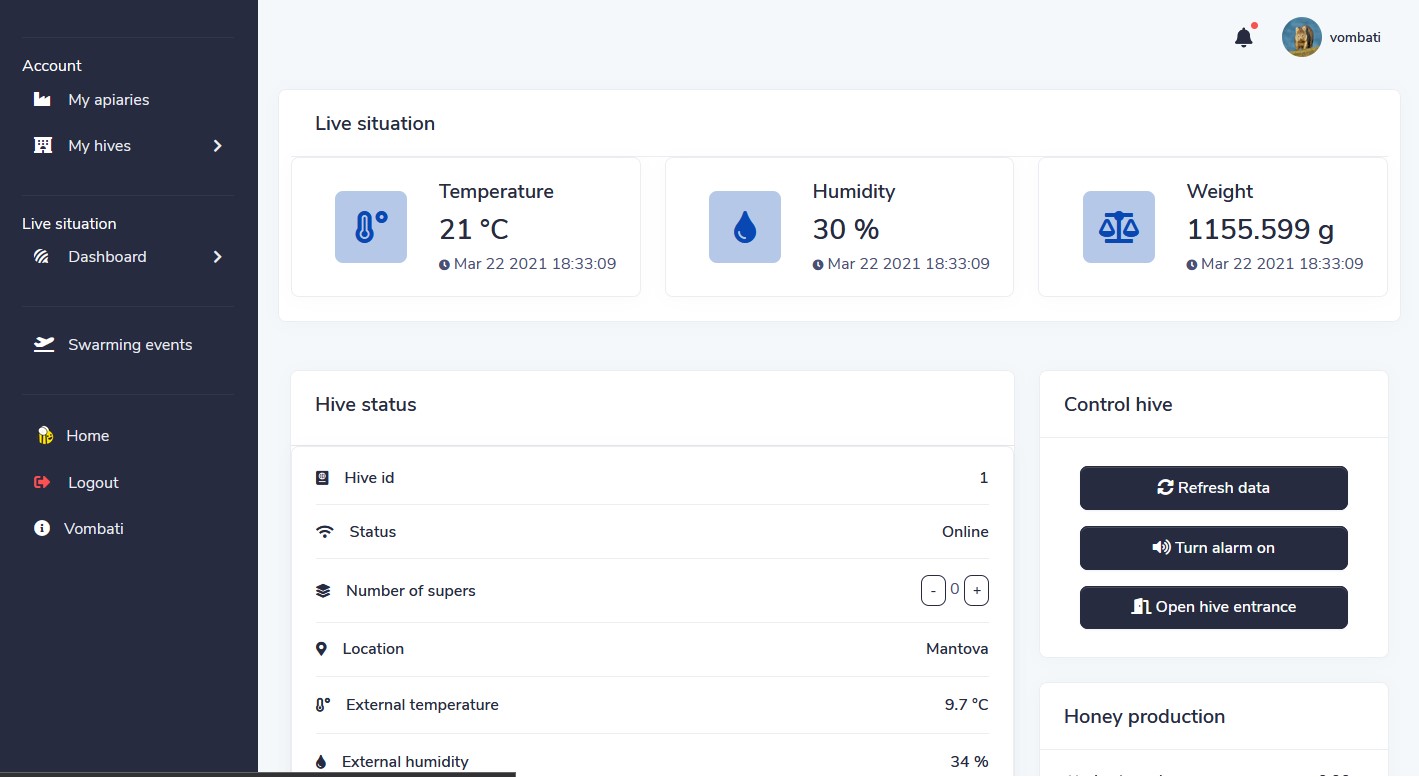 vombati
Account
My apiaries
My hives
Live situation
Dashboard
Swarming events
Home
Logout
Vombati
Live situation
Temperature
21 °C
Mar 22 2021 18:33:09
Humidity
30 %
Mar 22 2021 18:33:09
Weight
1155.599 g
Mar 22 2021 18:33:09
Hive status
Hive id 1
Status Online
Number of supers - 0 +
Location Mantova
External temperature 9.7 °C
External humidity 34 %
Control hive
Refresh data
Turn alarm on
Open hive entrance
Honey production